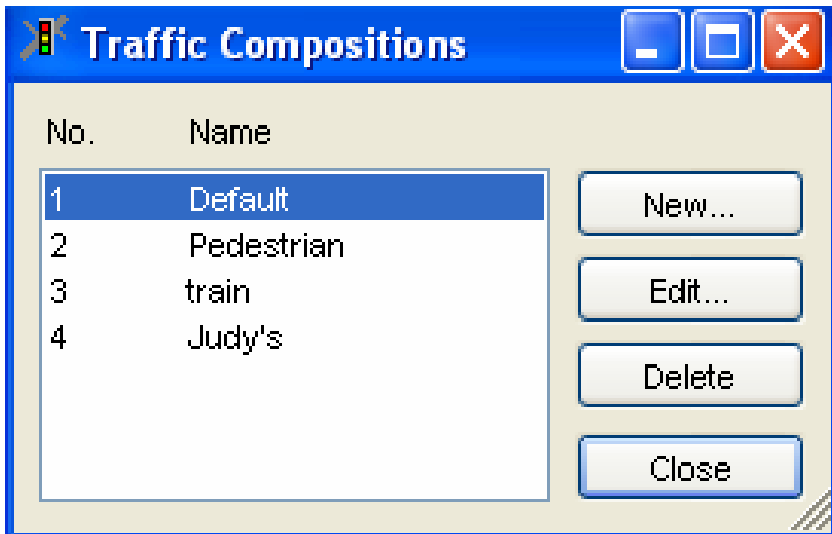 Traffic Compositions
No. Name
1 Default
2 Pedestrian
3 train
4 Judy's
New...
Edit...
Delete
Close